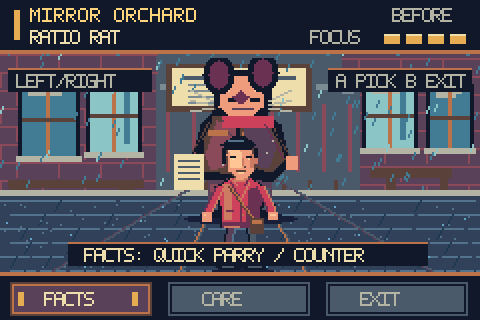 MIRROR ORCHARD
BEFORE
RATIO RAT
FOCUS
LEFT/RIGHT
A PICK B EXIT
FACTS: QUICK PARRY / COUNTER
FACTS
CARE
EXIT